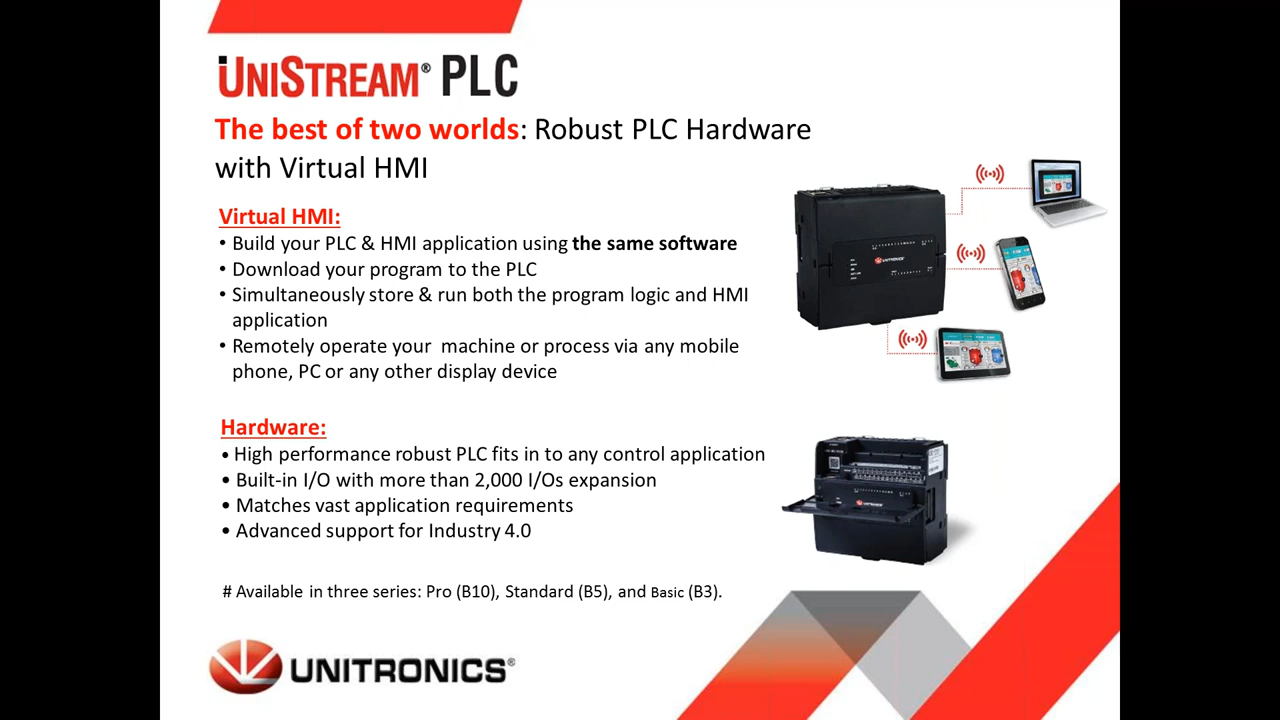 UNISTREAM® PLC
The best of two worlds: Robust PLC Hardware
with Virtual HMI
Virtual HMI:
• Build your PLC & HMI application using the same software
• Download your program to the PLC
• Simultaneously store & run both the program logic and HMI
application
• Remotely operate your  machine or process via any mobile
phone, PC or any other display device
UNITRONICS
Hardware:
• High performance robust PLC fits in to any control application
• Built-in I/O with more than 2,000 I/Os expansion
• Matches vast application requirements
• Advanced support for Industry 4.0
UNITRONICS
# Available in three series: Pro (B10), Standard (B5), and Basic (B3).
UNITRONICS®